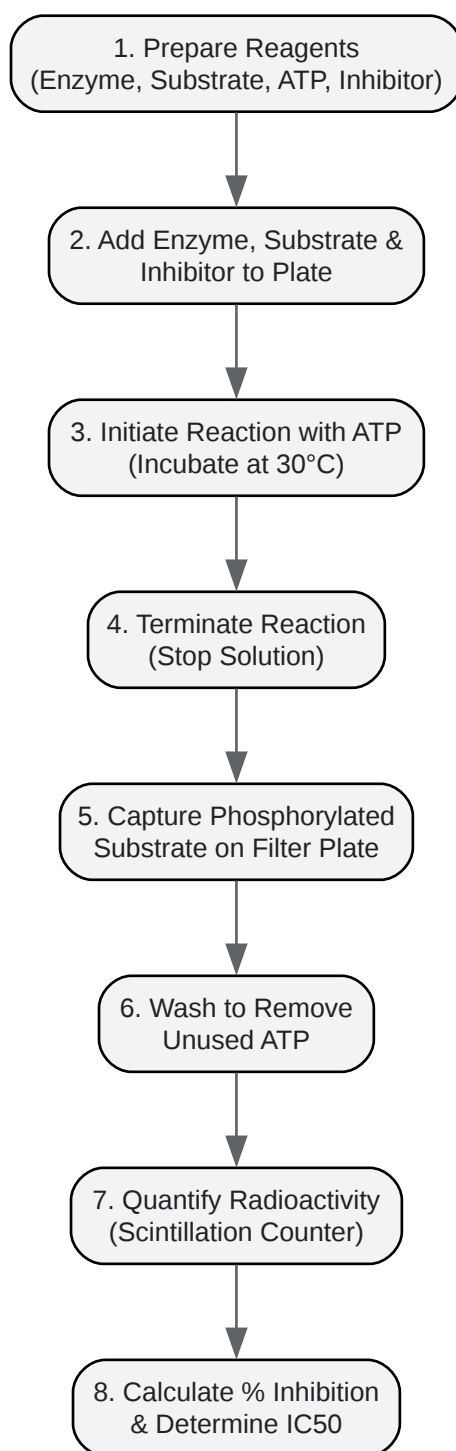 1. Prepare Reagents
(Enzyme, Substrate, ATP, Inhibitor)
2. Add Enzyme, Substrate &
Inhibitor to Plate
3. Initiate Reaction with ATP
(Incubate at 30°C)
4. Terminate Reaction
(Stop Solution)
5. Capture Phosphorylated
Substrate on Filter Plate
6. Wash to Remove
Unused ATP
7. Quantify Radioactivity
(Scintillation Counter)
8. Calculate % Inhibition
& Determine IC50